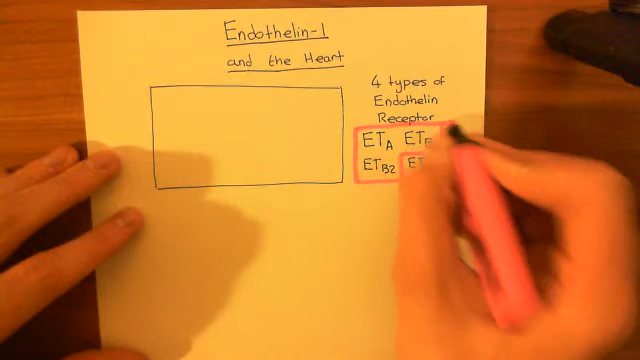 Endothelin-1
and the Heart
4 types of
Endothelin
Receptor
ETA
ETB2